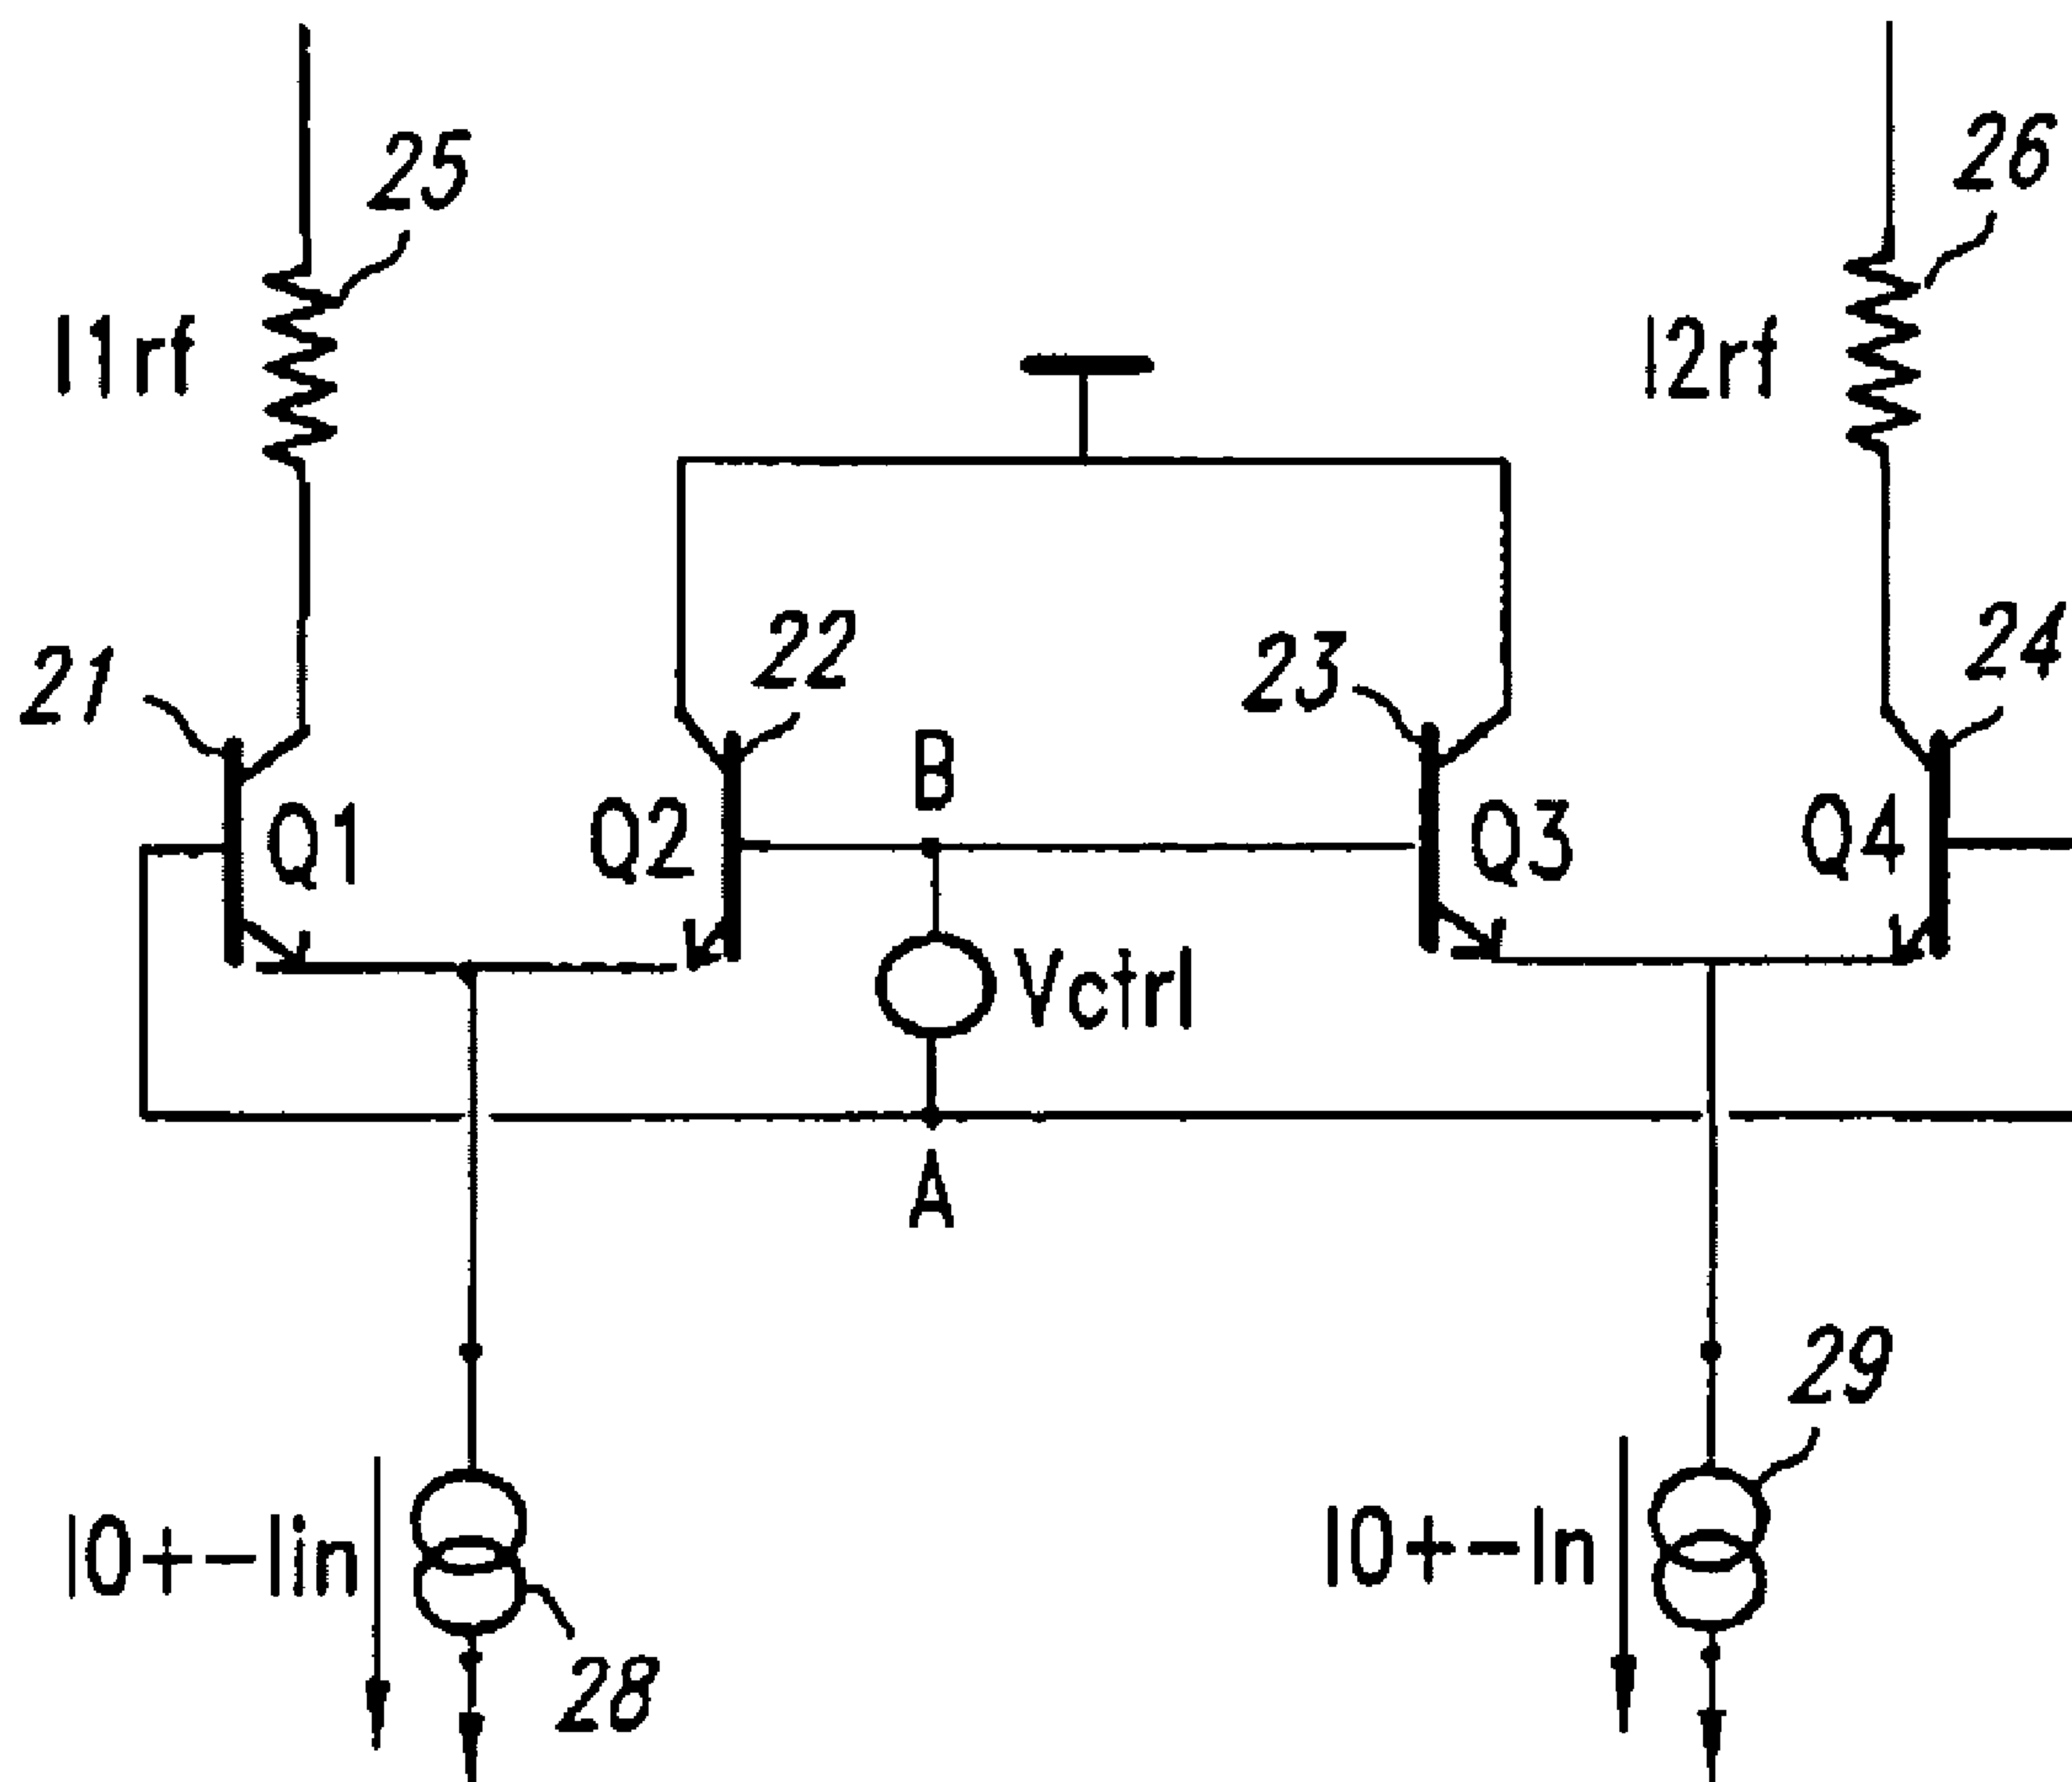 25
26
I1rf
I2rf
21
22
23
24
B
Q1
Q2
Q3
Q4
Vctrl
A
29
I0+-Iin
I0+-In
28